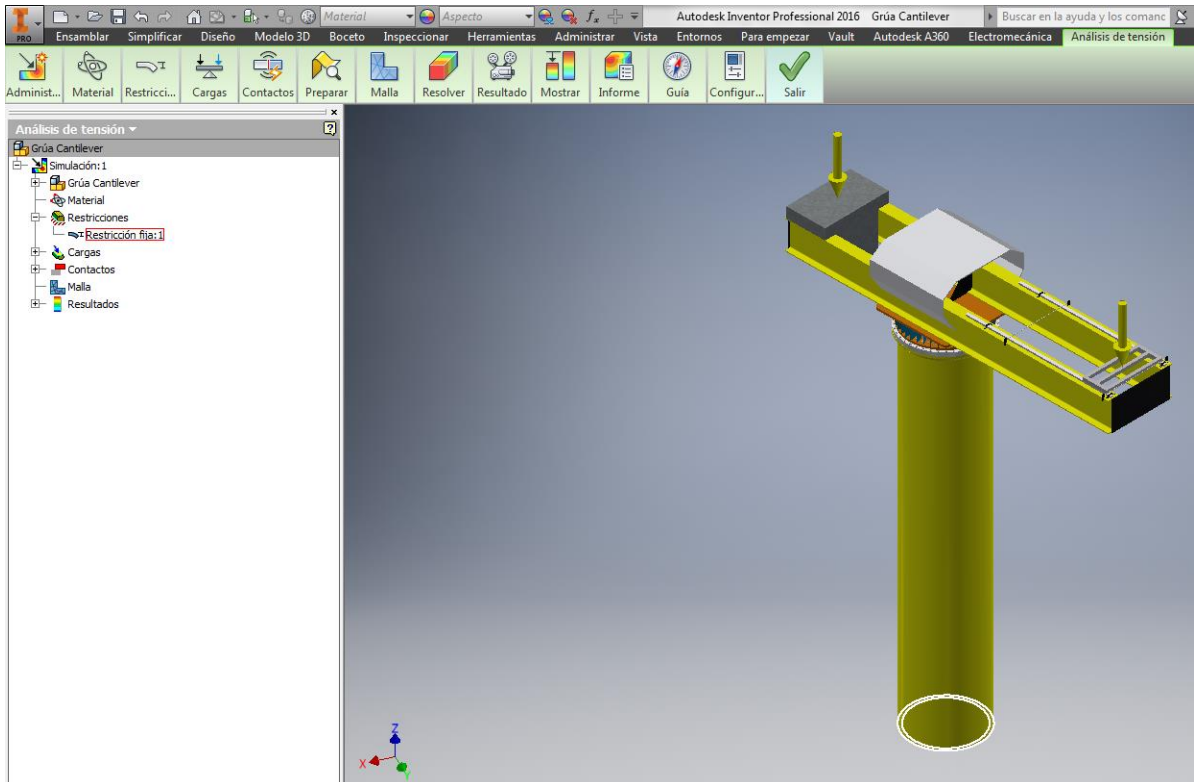 Material Aspecto Autodesk Inventor Professional 2016 Grúa Cantilever Buscar en la ayuda y los comanc
PRO Ensamblar Simplificar Diseño Modelo 3D Boceto Inspeccionar Herramientas Administrar Vista Entornos Para empezar Vault Autodesk A360 Electromecánica Análisis de tensión
Administ... Material Restricci... Cargas Contactos Preparar Malla Resolver Resultado Mostrar Informe Guía Configur... Salir
Análisis de tensión
Grúa Cantilever
Simulación:1
Grúa Cantilever
Material
Restricciones
Restricción fija:1
Cargas
Contactos
Malla
Resultados
Z
X
Y